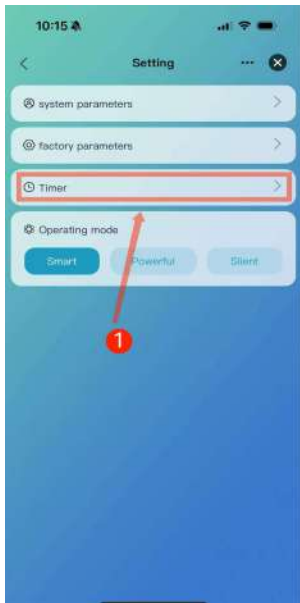 10:15
Setting
system parameters
factory parameters
Timer
Operating mode
Smart Powerful Silent
1